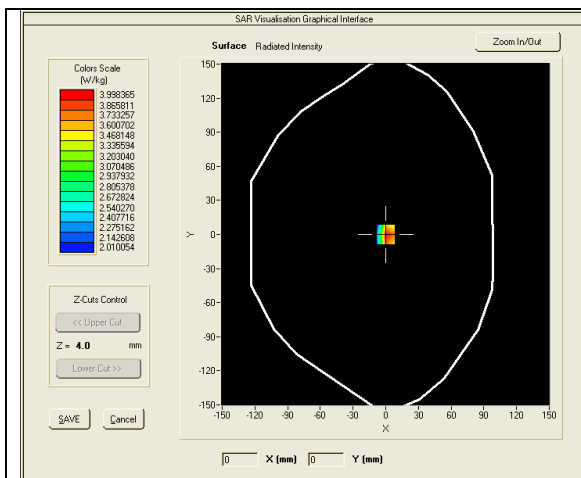 SAR Visualisation Graphical Interface
Surface Radiated Intensity
Zoom In/Out
Colors Scale
(W/kg)
3.998365
3.865811
3.733257
3.600702
3.468148
3.335594
3.203040
3.070486
2.937932
2.805378
2.672824
2.540270
2.407716
2.275162
2.142608
2.010054
150
120
90
60
30
0
-30
-60
-90
-120
-150
Y
-150 -120 -90 -60 -30 0 30 60 90 120 150
X
Z-Cuts Control
<< Upper Cut
Z = 4.0 mm
Lower Cut >>
SAVE Cancel
0 X (mm) 0 Y (mm)